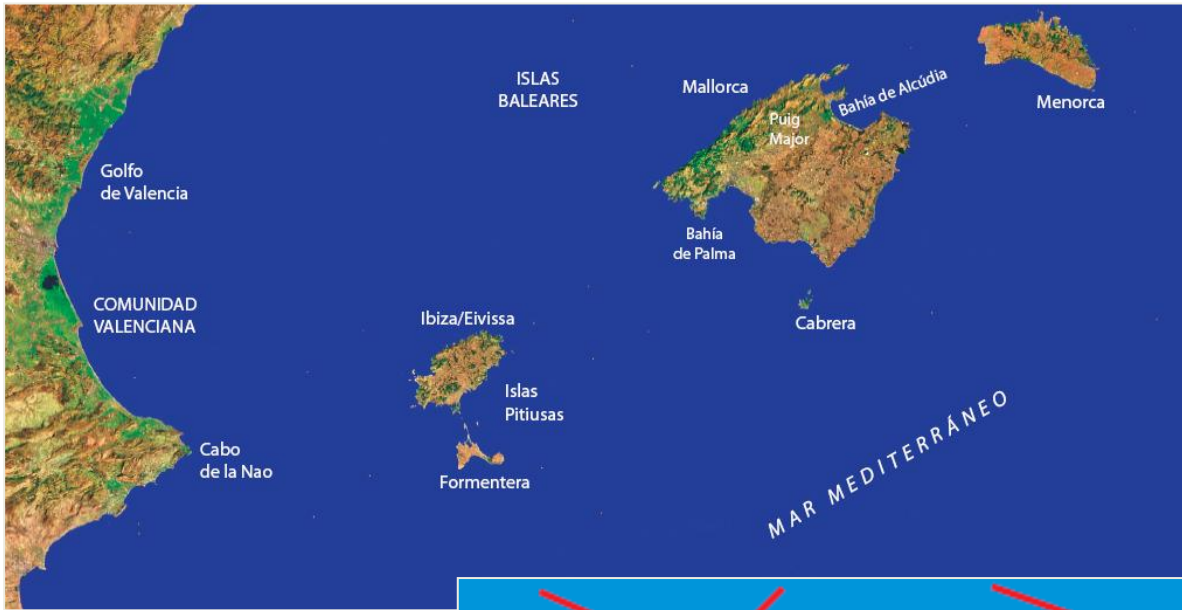 ISLAS
BALEARES
Mallorca
Bahía de Alcúdia
Menorca
Puig
Major
Golfo
de Valencia
Bahía
de Palma
COMUNIDAD
VALENCIANA
Ibiza/Eivissa
Cabrera
Islas
Pitiusas
Cabo
de la Nao
Formentera
MAR MEDITERRÁNEO